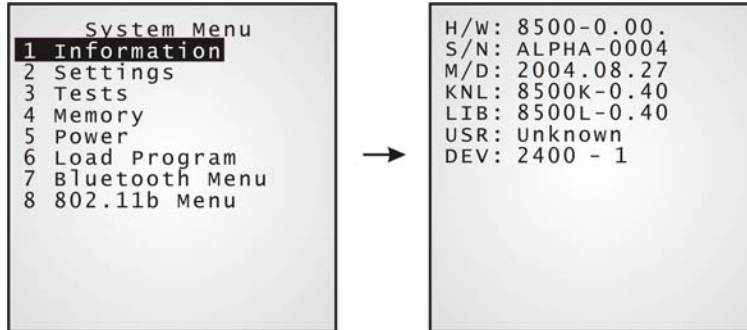 System Menu
1 Information
2 Settings
3 Tests
4 Memory
5 Power
6 Load Program
7 Bluetooth Menu
8 802.11b Menu
H/W: 8500-0.00.
S/N: ALPHA-0004
M/D: 2004.08.27
KNL: 8500K-0.40
LIB: 8500L-0.40
USR: Unknown
DEV: 2400 - 1